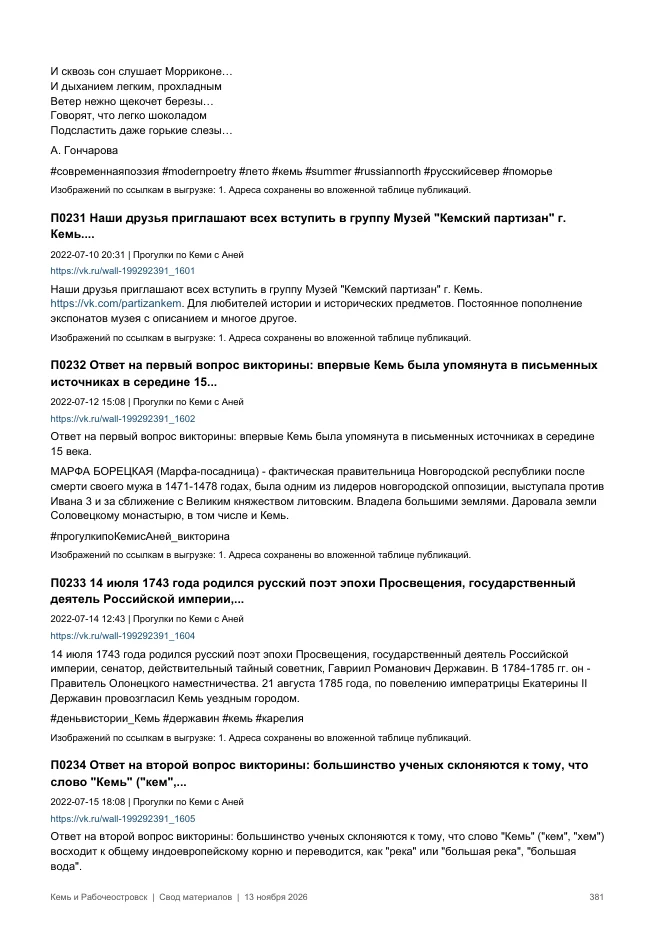 И сквозь сон слушает Морриконе…
И дыханием легким, прохладным
Ветер нежно щекочет березы…
Говорят, что легко шоколадом
Подсластить даже горькие слезы…
А. Гончарова
#современнаяпоэзия #modernpoetry #лето #кемь #summer #russiannorth #русскийсевер #поморье
Изображений по ссылкам в выгрузке: 1. Адреса сохранены во вложенной таблице публикаций.
П0231 Наши друзья приглашают всех вступить в группу Музей "Кемский партизан" г.
Кемь....
2022-07-10 20:31 | Прогулки по Кеми с Аней
https://vk.ru/wall-199292391_1601
Наши друзья приглашают всех вступить в группу Музей "Кемский партизан" г. Кемь.
https://vk.com/partizankem. Для любителей истории и исторических предметов. Постоянное пополнение
экспонатов музея с описанием и многое другое.
Изображений по ссылкам в выгрузке: 1. Адреса сохранены во вложенной таблице публикаций.
П0232 Ответ на первый вопрос викторины: впервые Кемь была упомянута в письменных
источниках в середине 15...
2022-07-12 15:08 | Прогулки по Кеми с Аней
https://vk.ru/wall-199292391_1602
Ответ на первый вопрос викторины: впервые Кемь была упомянута в письменных источниках в середине
15 века.
МАРФА БОРЕЦКАЯ (Марфа-посадница) - фактическая правительница Новгородской республики после
смерти своего мужа в 1471-1478 годах, была одним из лидеров новгородской оппозиции, выступала против
Ивана 3 и за сближение с Великим княжеством литовским. Владела большими землями. Даровала земли
Соловецкому монастырю, в том числе и Кемь.
#прогулкипоКемисАней_викторина
Изображений по ссылкам в выгрузке: 1. Адреса сохранены во вложенной таблице публикаций.
П0233 14 июля 1743 года родился русский поэт эпохи Просвещения, государственный
деятель Российской империи,...
2022-07-14 12:43 | Прогулки по Кеми с Аней
https://vk.ru/wall-199292391_1604
14 июля 1743 года родился русский поэт эпохи Просвещения, государственный деятель Российской
империи, сенатор, действительный тайный советник, Гавриил Романович Державин. В 1784-1785 гг. он -
Правитель Олонецкого наместничества. 21 августа 1785 года, по повелению императрицы Екатерины II
Державин провозгласил Кемь уездным городом.
#деньвистории_Кемь #державин #кемь #карелия
Изображений по ссылкам в выгрузке: 1. Адреса сохранены во вложенной таблице публикаций.
П0234 Ответ на второй вопрос викторины: большинство ученых склоняются к тому, что
слово "Кемь" ("кем",...
2022-07-15 18:08 | Прогулки по Кеми с Аней
https://vk.ru/wall-199292391_1605
Ответ на второй вопрос викторины: большинство ученых склоняются к тому, что слово "Кемь" ("кем", "хем")
восходит к общему индоевропейскому корню и переводится, как "река" или "большая река", "большая
вода".
Кемь и Рабочеостровск | Свод материалов | 13 ноября 2026 381